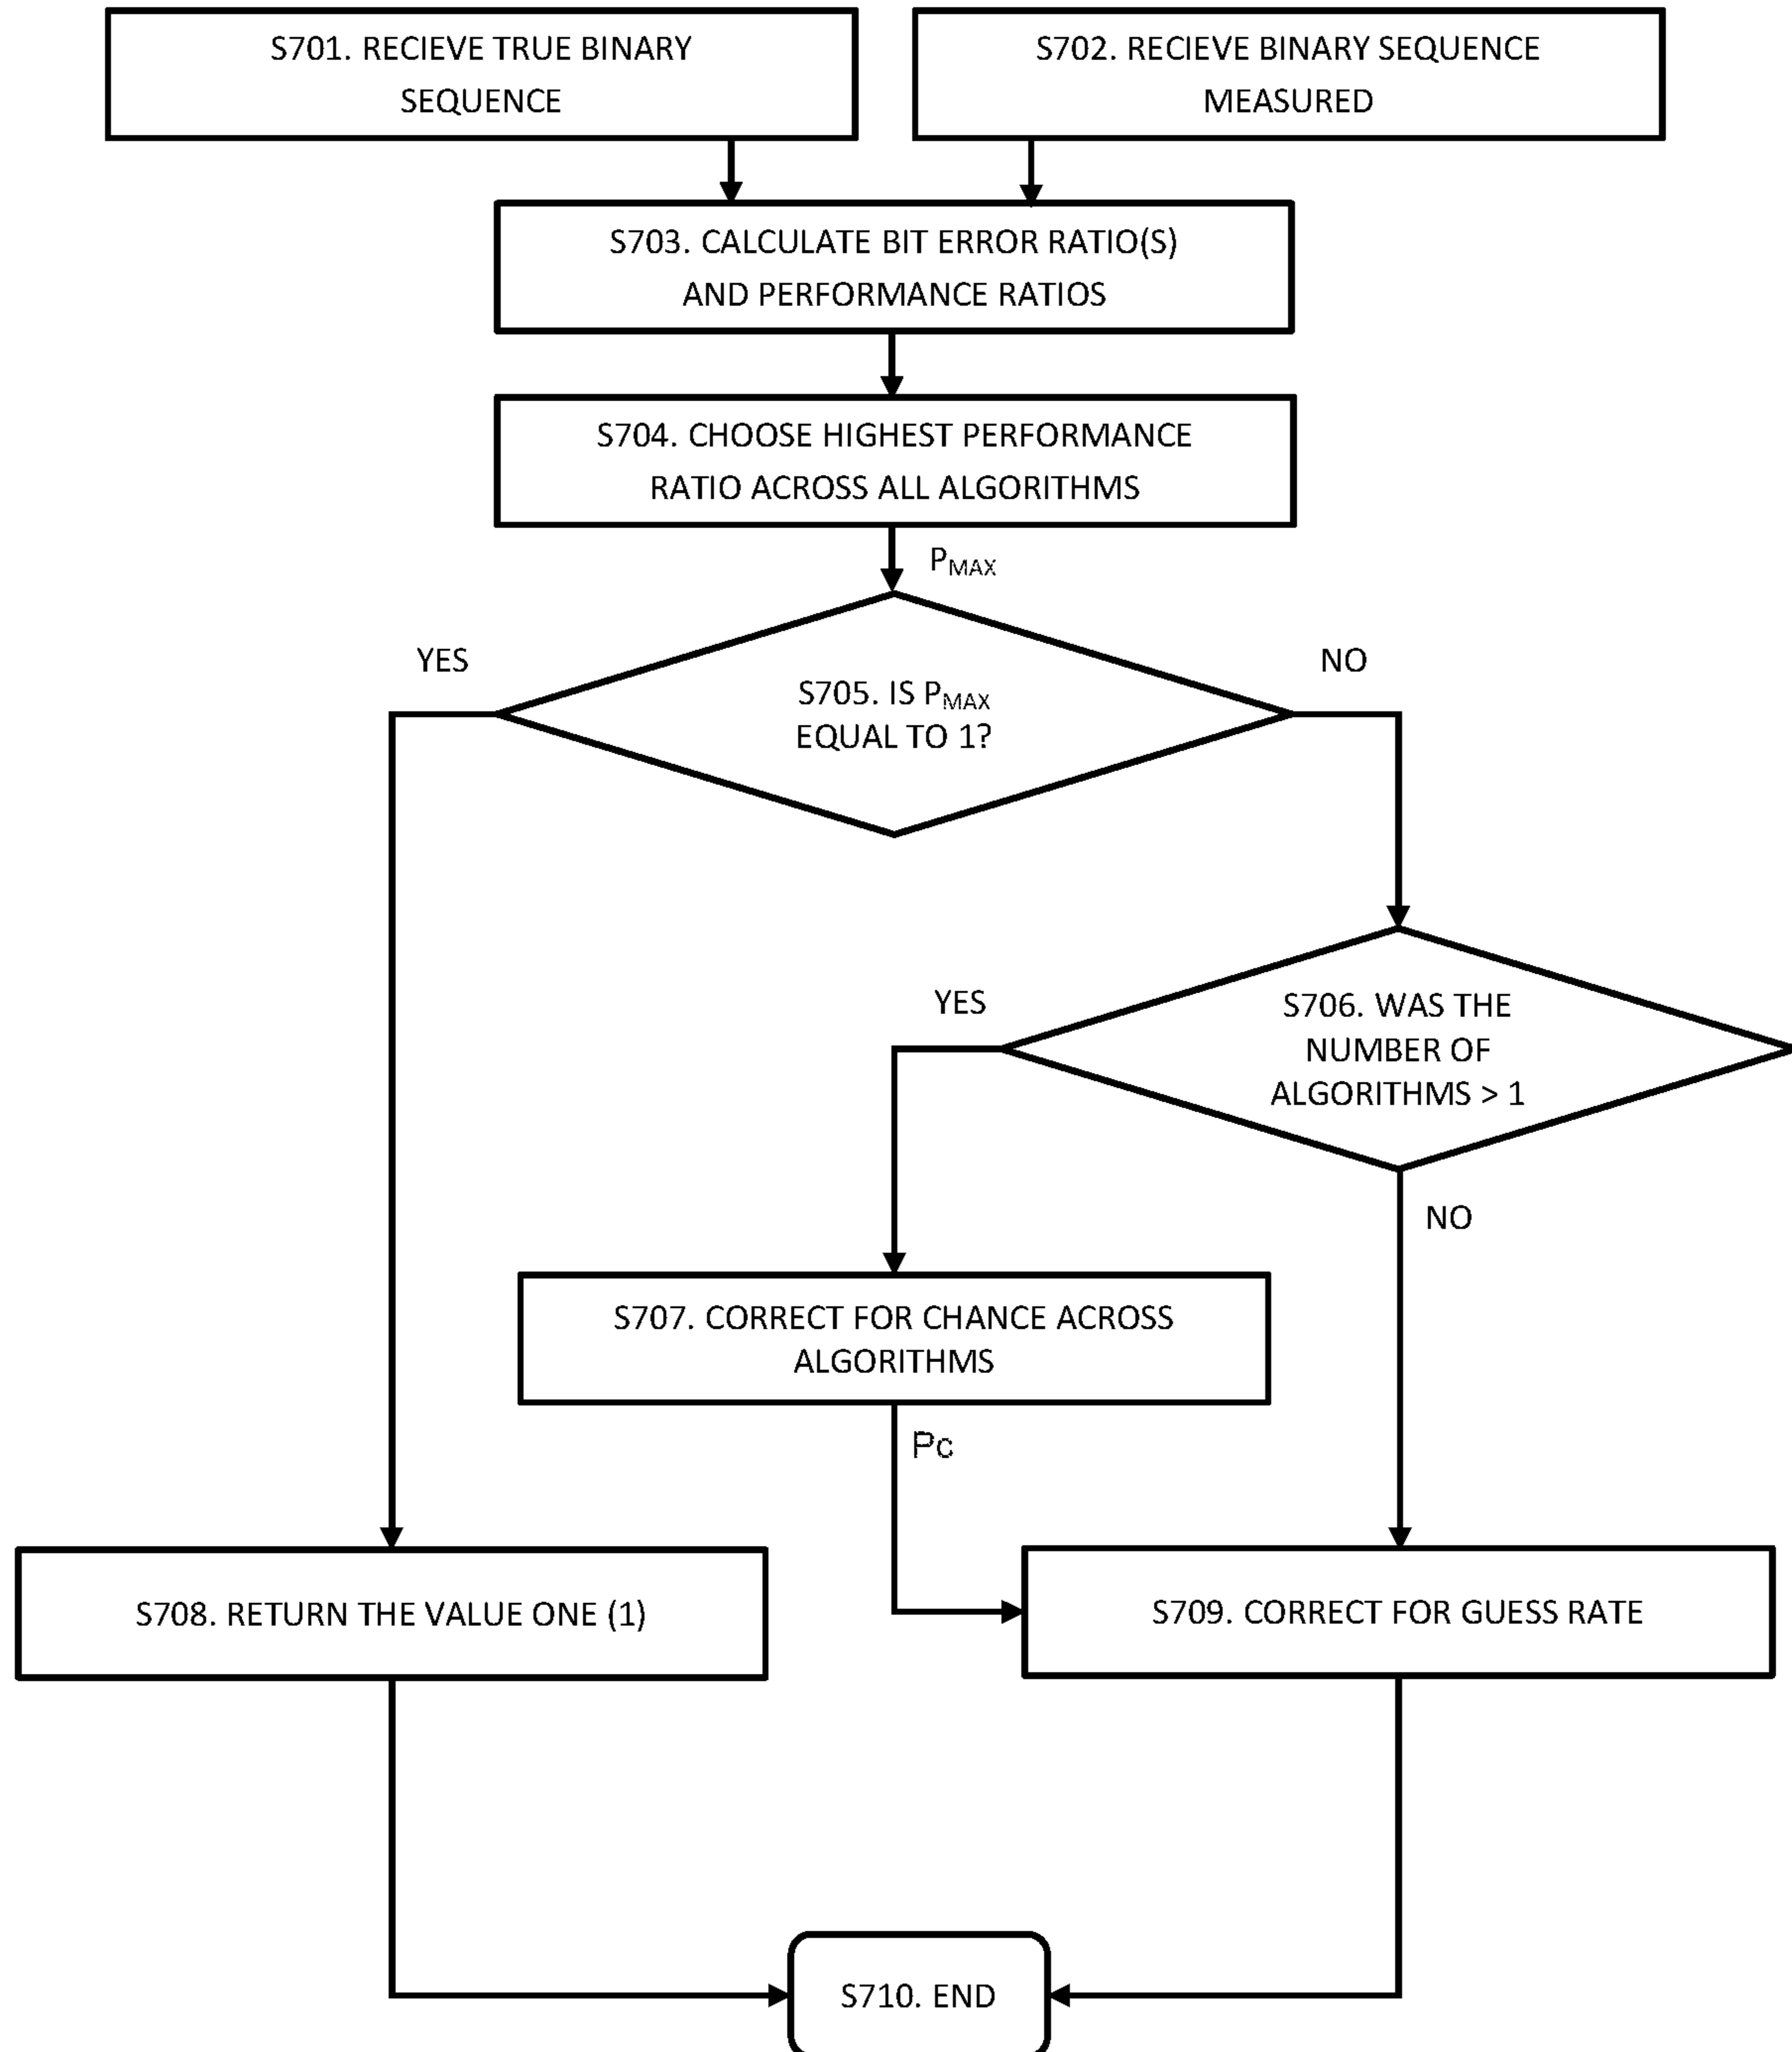 S701. RECIEVE TRUE BINARY
SEQUENCE
S702. RECIEVE BINARY SEQUENCE
MEASURED
S703. CALCULATE BIT ERROR RATIO(S)
AND PERFORMANCE RATIOS
S704. CHOOSE HIGHEST PERFORMANCE
RATIO ACROSS ALL ALGORITHMS
PMAX
YES
NO
S705. IS PMAX
EQUAL TO 1?
YES
S706. WAS THE
NUMBER OF
ALGORITHMS > 1
NO
S707. CORRECT FOR CHANCE ACROSS
ALGORITHMS
Pc
S708. RETURN THE VALUE ONE (1)
S709. CORRECT FOR GUESS RATE
S710. END